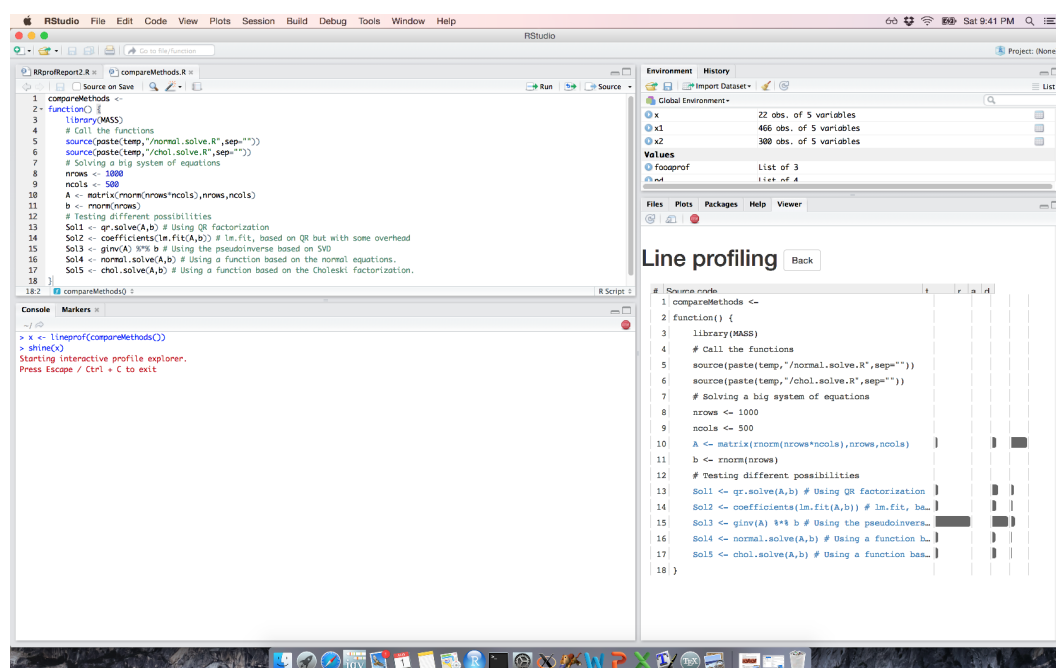 RStudio File Edit Code View Plots Session Build Debug Tools Window Help Sat 9:41 PM
RStudio
Go to file/function Project: (None
RRprofReport2.R × compareMethods.R ×
Source on Save Run Source
1 compareMethods <-
2 function() {
3 library(MASS)
4 # Call the functions
5 source(paste(temp,"/normal.solve.R",sep=""))
6 source(paste(temp,"/chol.solve.R",sep=""))
7 # Solving a big system of equations
8 nrows <- 1000
9 ncols <- 500
10 A <- matrix(rnorm(nrows*ncols),nrows,ncols)
11 b <- rnorm(nrows)
12 # Testing different possibilities
13 Sol1 <- qr.solve(A,b) # Using QR factorization
14 Sol2 <- coefficients(lm.fit(A,b)) # lm.fit, based on QR but with some overhead
15 Sol3 <- ginv(A) %*% b # Using the pseudoinverse based on SVD
16 Sol4 <- normal.solve(A,b) # Using a function based on the normal equations.
17 Sol5 <- chol.solve(A,b) # Using a function based on the Choleski factorization.
18 }
18:2 compareMethods() R Script
Console Markers ×
~/
> x <- lineprof(compareMethods())
> shine(x)
Starting interactive profile explorer.
Press Escape / Ctrl + C to exit
Environment History
Import Dataset List
Global Environment
x 22 obs. of 5 variables
x1 466 obs. of 5 variables
x2 300 obs. of 5 variables
Values
fooaprof List of 3
pd List of 4
Files Plots Packages Help Viewer
Line profiling Back
# Source code t r a d
1 compareMethods <-
2 function() {
3 library(MASS)
4 # Call the functions
5 source(paste(temp,"/normal.solve.R",sep=""))
6 source(paste(temp,"/chol.solve.R",sep=""))
7 # Solving a big system of equations
8 nrows <- 1000
9 ncols <- 500
10 A <- matrix(rnorm(nrows*ncols),nrows,ncols)
11 b <- rnorm(nrows)
12 # Testing different possibilities
13 Sol1 <- qr.solve(A,b) # Using QR factorization
14 Sol2 <- coefficients(lm.fit(A,b)) # lm.fit, ba…
15 Sol3 <- ginv(A) %*% b # Using the pseudoinvers…
16 Sol4 <- normal.solve(A,b) # Using a function b…
17 Sol5 <- chol.solve(A,b) # Using a function bas…
18 }